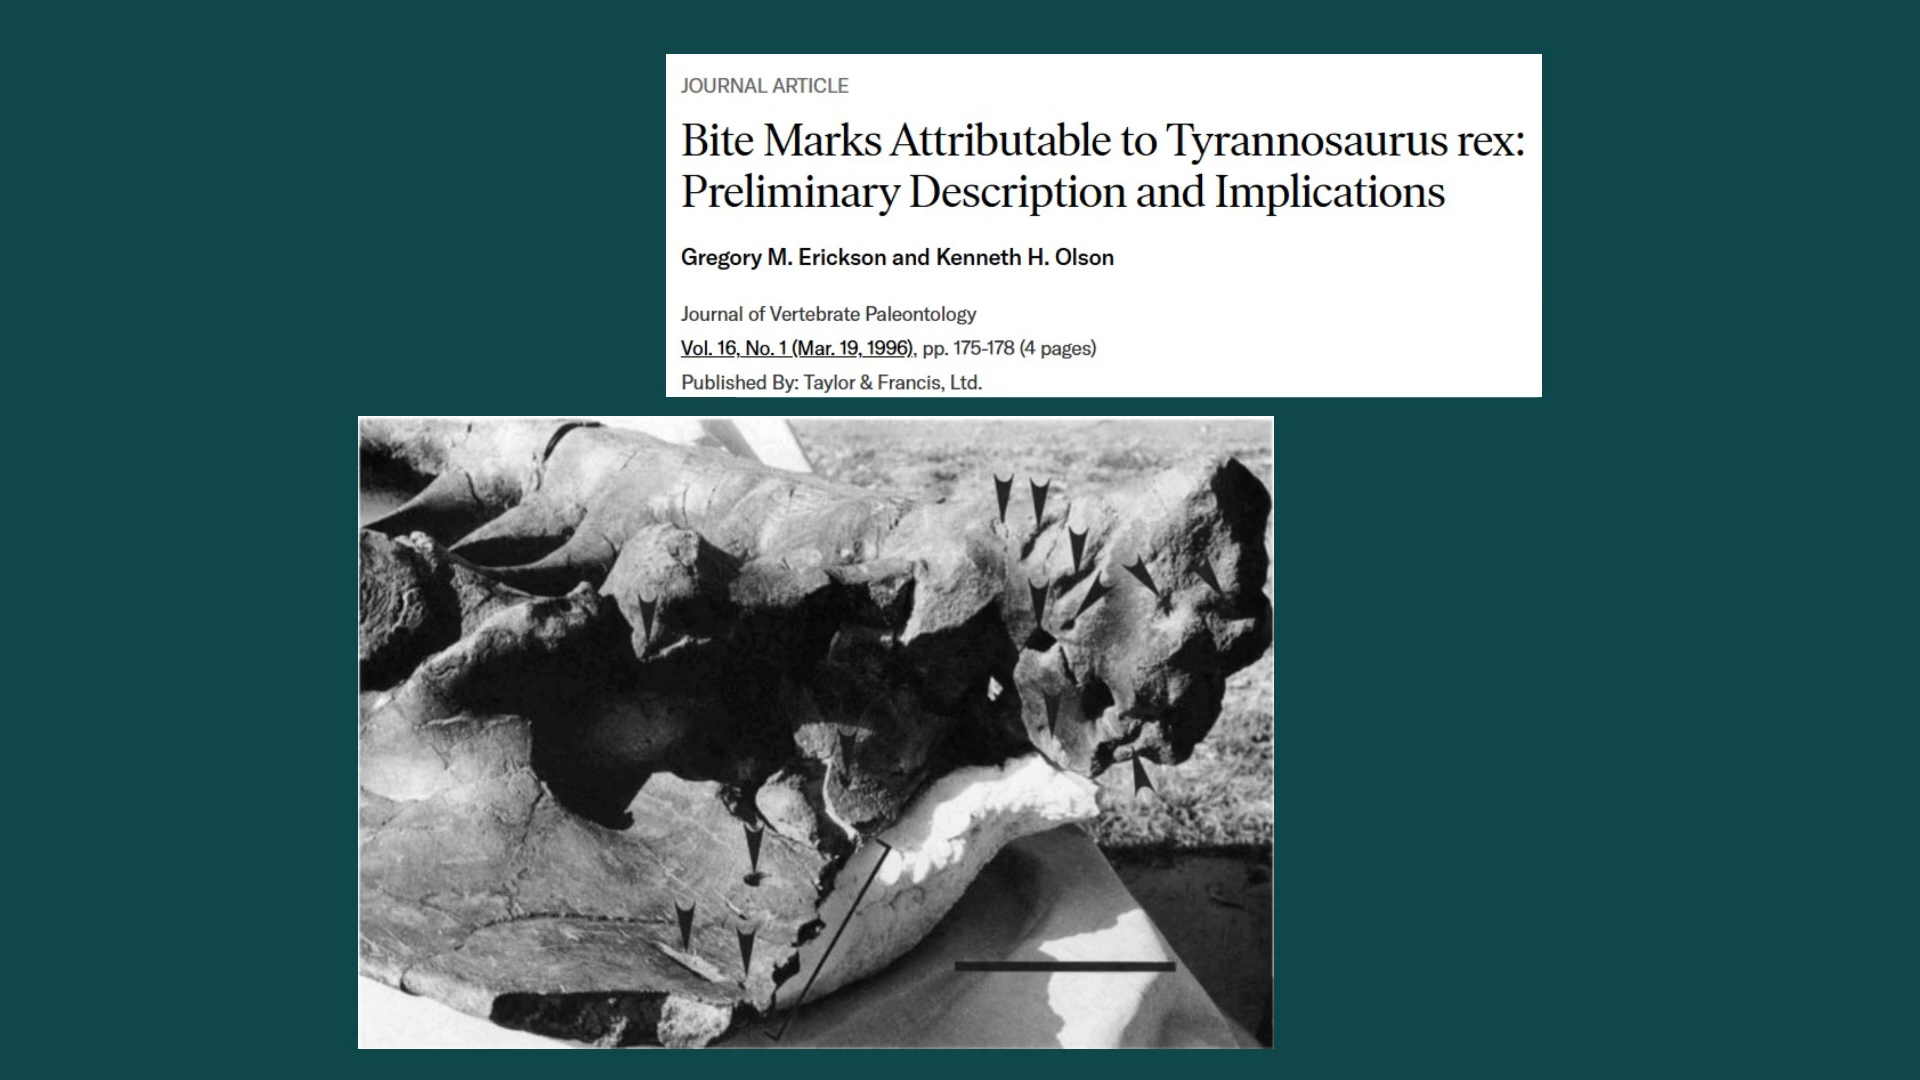 JOURNAL ARTICLE
Bite Marks Attributable to Tyrannosaurus rex:
Preliminary Description and Implications
Gregory M. Erickson and Kenneth H. Olson
Journal of Vertebrate Paleontology
Vol. 16, No. 1 (Mar. 19, 1996), pp. 175-178 (4 pages)
Published By: Taylor & Francis, Ltd.